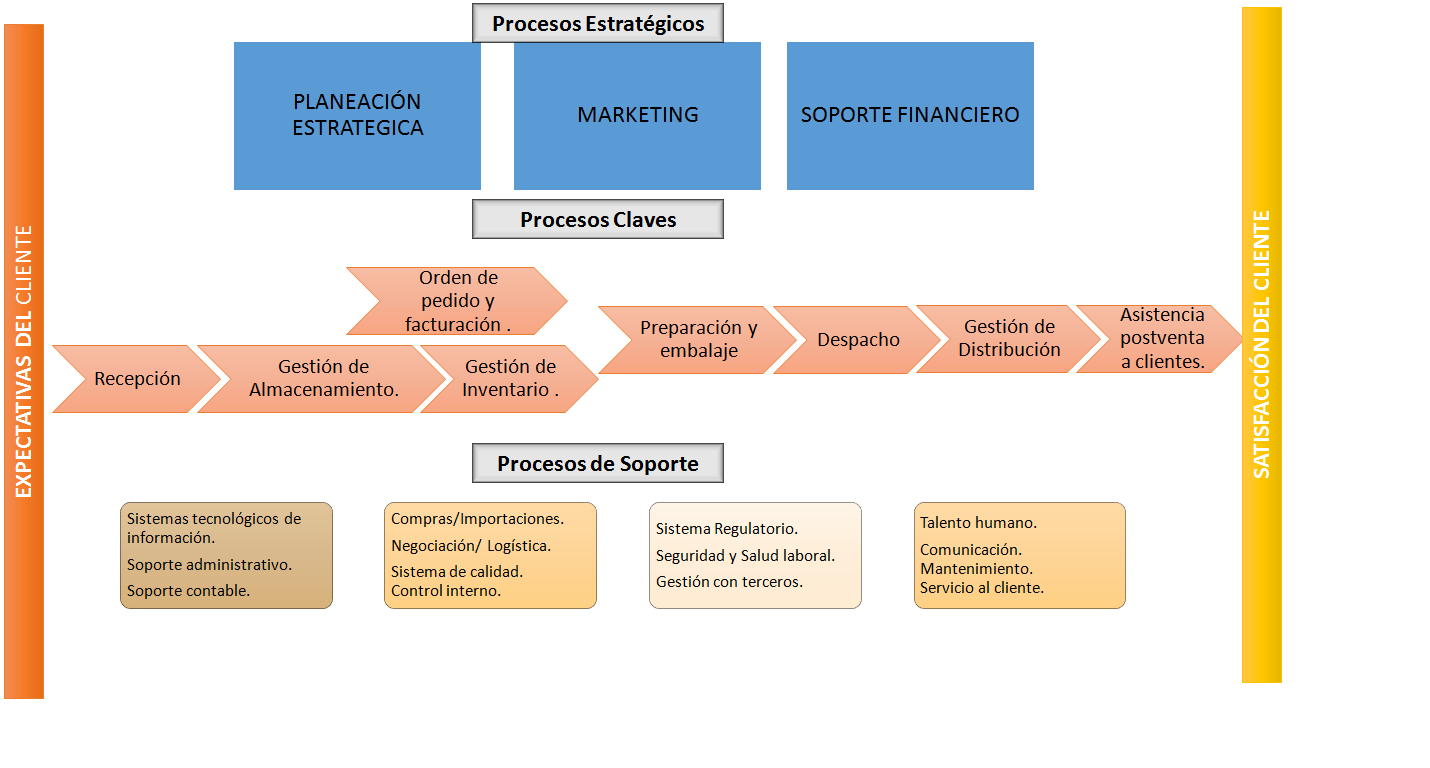 Procesos Estratégicos
PLANEACIÓN
ESTRATEGICA
MARKETING
SOPORTE FINANCIERO
Procesos Claves
EXPECTATIVAS DEL CLIENTE
Orden de
pedido y
facturación .
Recepción
Gestión de
Almacenamiento.
Gestión de
Inventario .
Preparación y
embalaje
Despacho
Gestión de
Distribución
Asistencia
postventa
a clientes.
SATISFACCIÓN DEL CLIENTE
Procesos de Soporte
Sistemas tecnológicos de
información.
Soporte administrativo.
Soporte contable.
Compras/Importaciones.
Negociación/ Logística.
Sistema de calidad.
Control interno.
Sistema Regulatorio.
Seguridad y Salud laboral.
Gestión con terceros.
Talento humano.
Comunicación.
Mantenimiento.
Servicio al cliente.